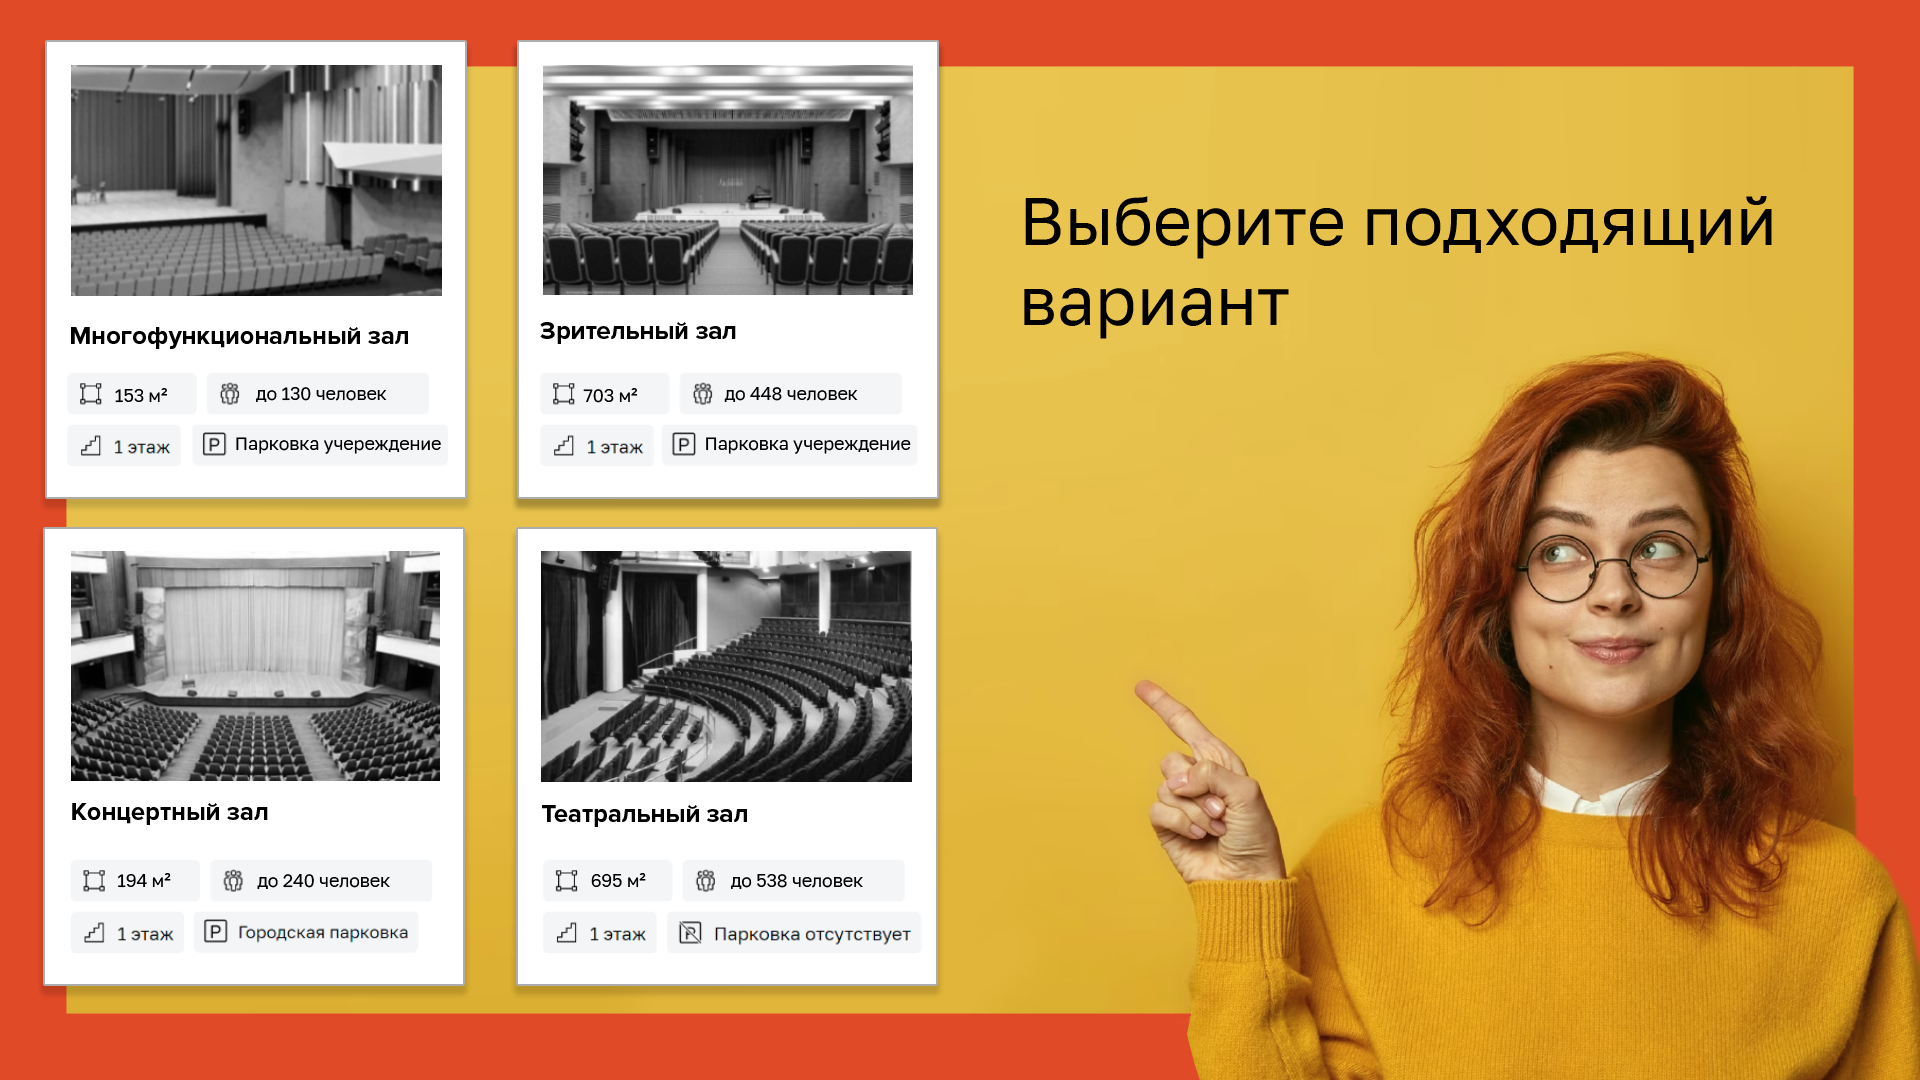 Выберите подходящий
вариант
Многофункциональный зал
153 м²
до 130 человек
1 этаж
P Парковка учереждение
Зрительный зал
703 м²
до 448 человек
1 этаж
P Парковка учереждение
Концертный зал
194 м²
до 240 человек
1 этаж
P Городская парковка
Театральный зал
695 м²
до 538 человек
1 этаж
P Парковка отсутствует